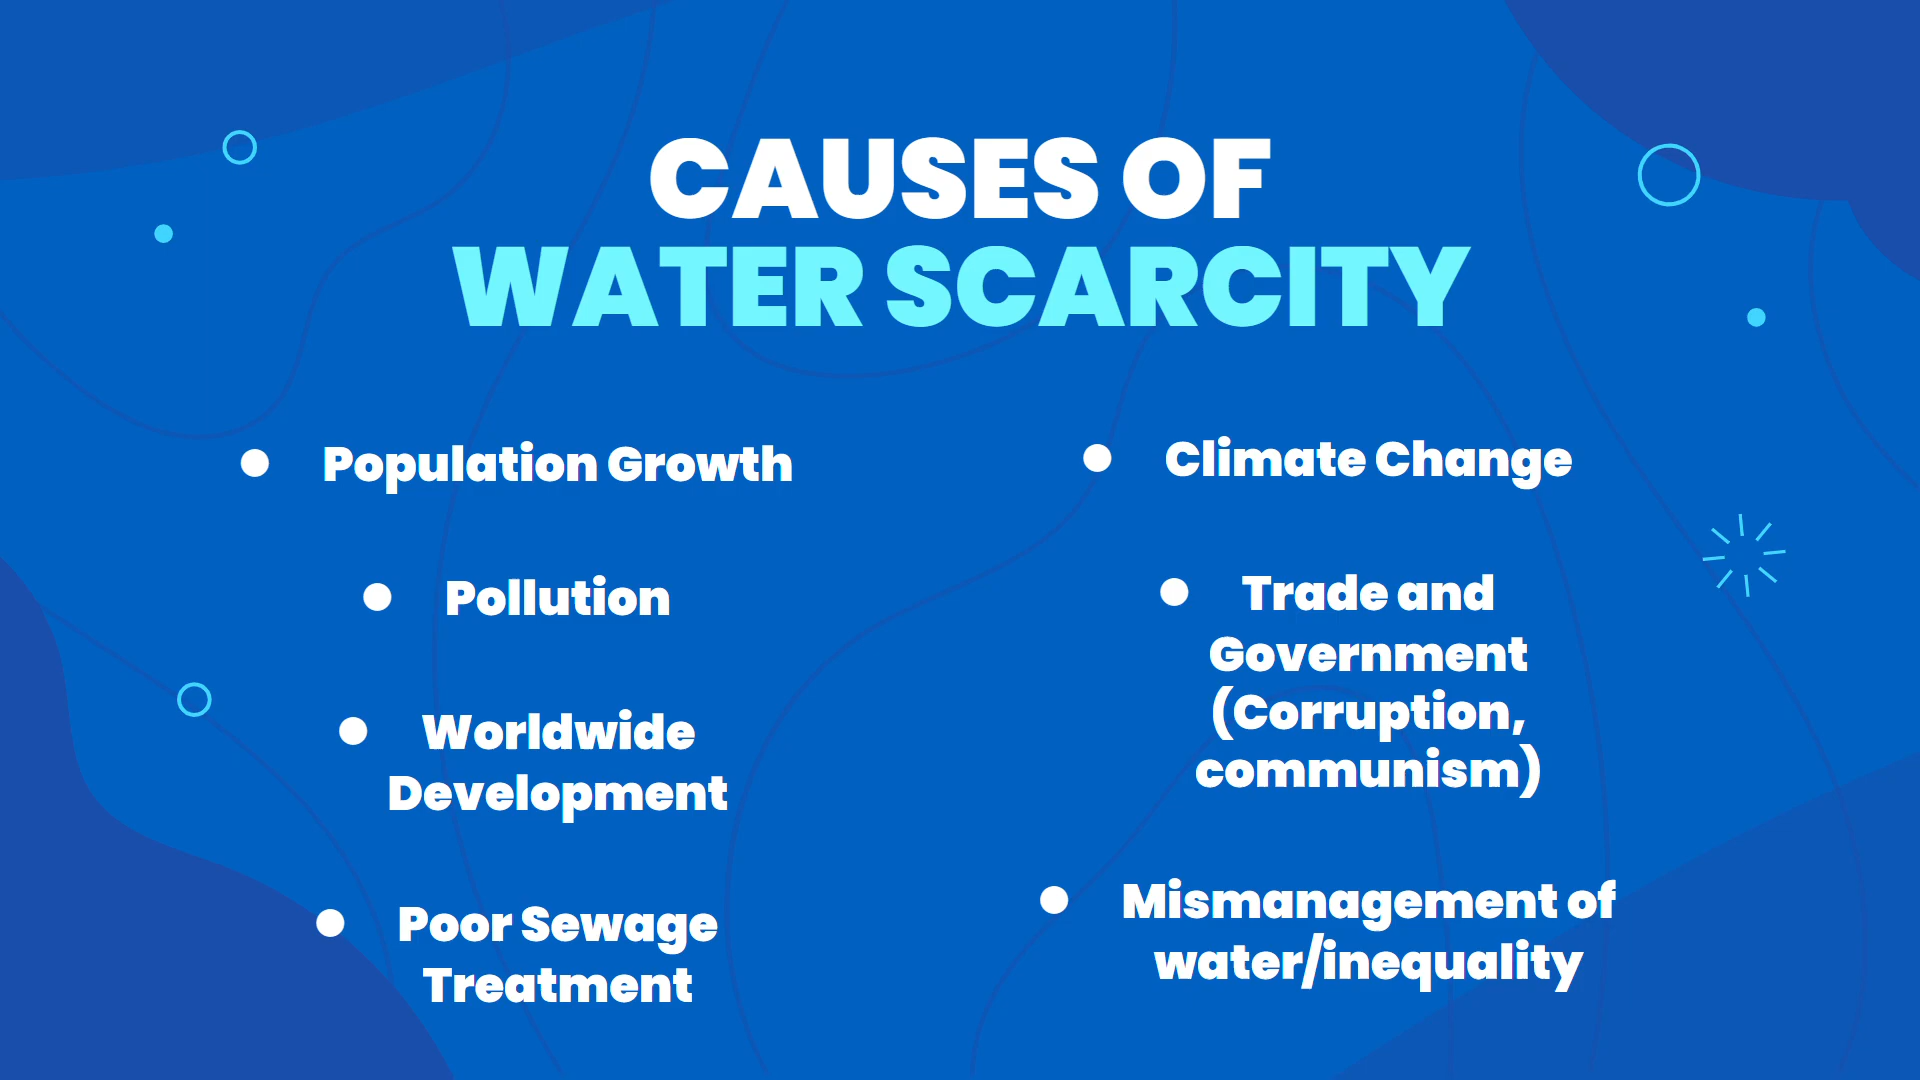 CAUSES OF
WATER SCARCITY
● Population Growth
● Pollution
● Worldwide
Development
● Poor Sewage
Treatment
● Climate Change
● Trade and
Government
(Corruption,
communism)
● Mismanagement of
water/inequality